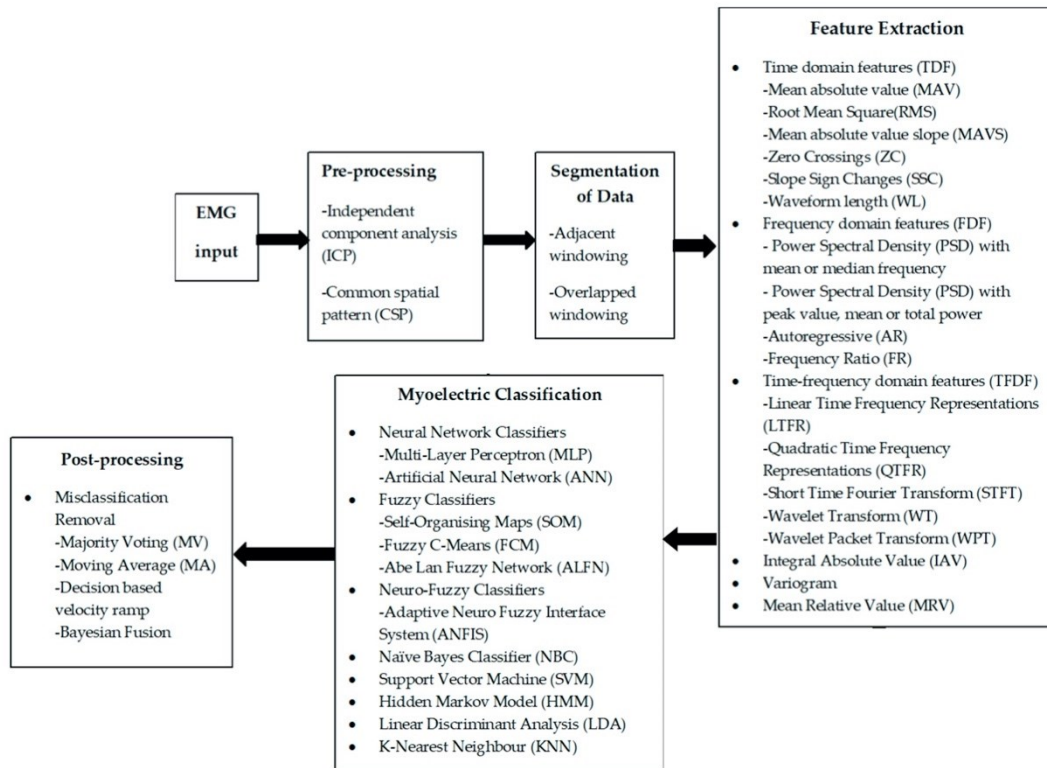 EMG
input
Pre-processing
-Independent
component analysis
(ICP)
-Common spatial
pattern (CSP)
Segmentation
of Data
-Adjacent
windowing
-Overlapped
windowing
Feature Extraction
• Time domain features (TDF)
-Mean absolute value (MAV)
-Root Mean Square(RMS)
-Mean absolute value slope (MAVS)
-Zero Crossings (ZC)
-Slope Sign Changes (SSC)
-Waveform length (WL)
• Frequency domain features (FDF)
- Power Spectral Density (PSD) with
mean or median frequency
- Power Spectral Density (PSD) with
peak value, mean or total power
-Autoregressive (AR)
-Frequency Ratio (FR)
• Time-frequency domain features (TFDF)
-Linear Time Frequency Representations
(LTFR)
-Quadratic Time Frequency
Representations (QTFR)
-Short Time Fourier Transform (STFT)
-Wavelet Transform (WT)
-Wavelet Packet Transform (WPT)
• Integral Absolute Value (IAV)
• Variogram
• Mean Relative Value (MRV)
Myoelectric Classification
• Neural Network Classifiers
-Multi-Layer Perceptron (MLP)
-Artificial Neural Network (ANN)
• Fuzzy Classifiers
-Self-Organising Maps (SOM)
-Fuzzy C-Means (FCM)
-Abe Lan Fuzzy Network (ALFN)
• Neuro-Fuzzy Classifiers
-Adaptive Neuro Fuzzy Interface
System (ANFIS)
• Naïve Bayes Classifier (NBC)
• Support Vector Machine (SVM)
• Hidden Markov Model (HMM)
• Linear Discriminant Analysis (LDA)
• K-Nearest Neighbour (KNN)
Post-processing
• Misclassification
Removal
-Majority Voting (MV)
-Moving Average (MA)
-Decision based
velocity ramp
-Bayesian Fusion